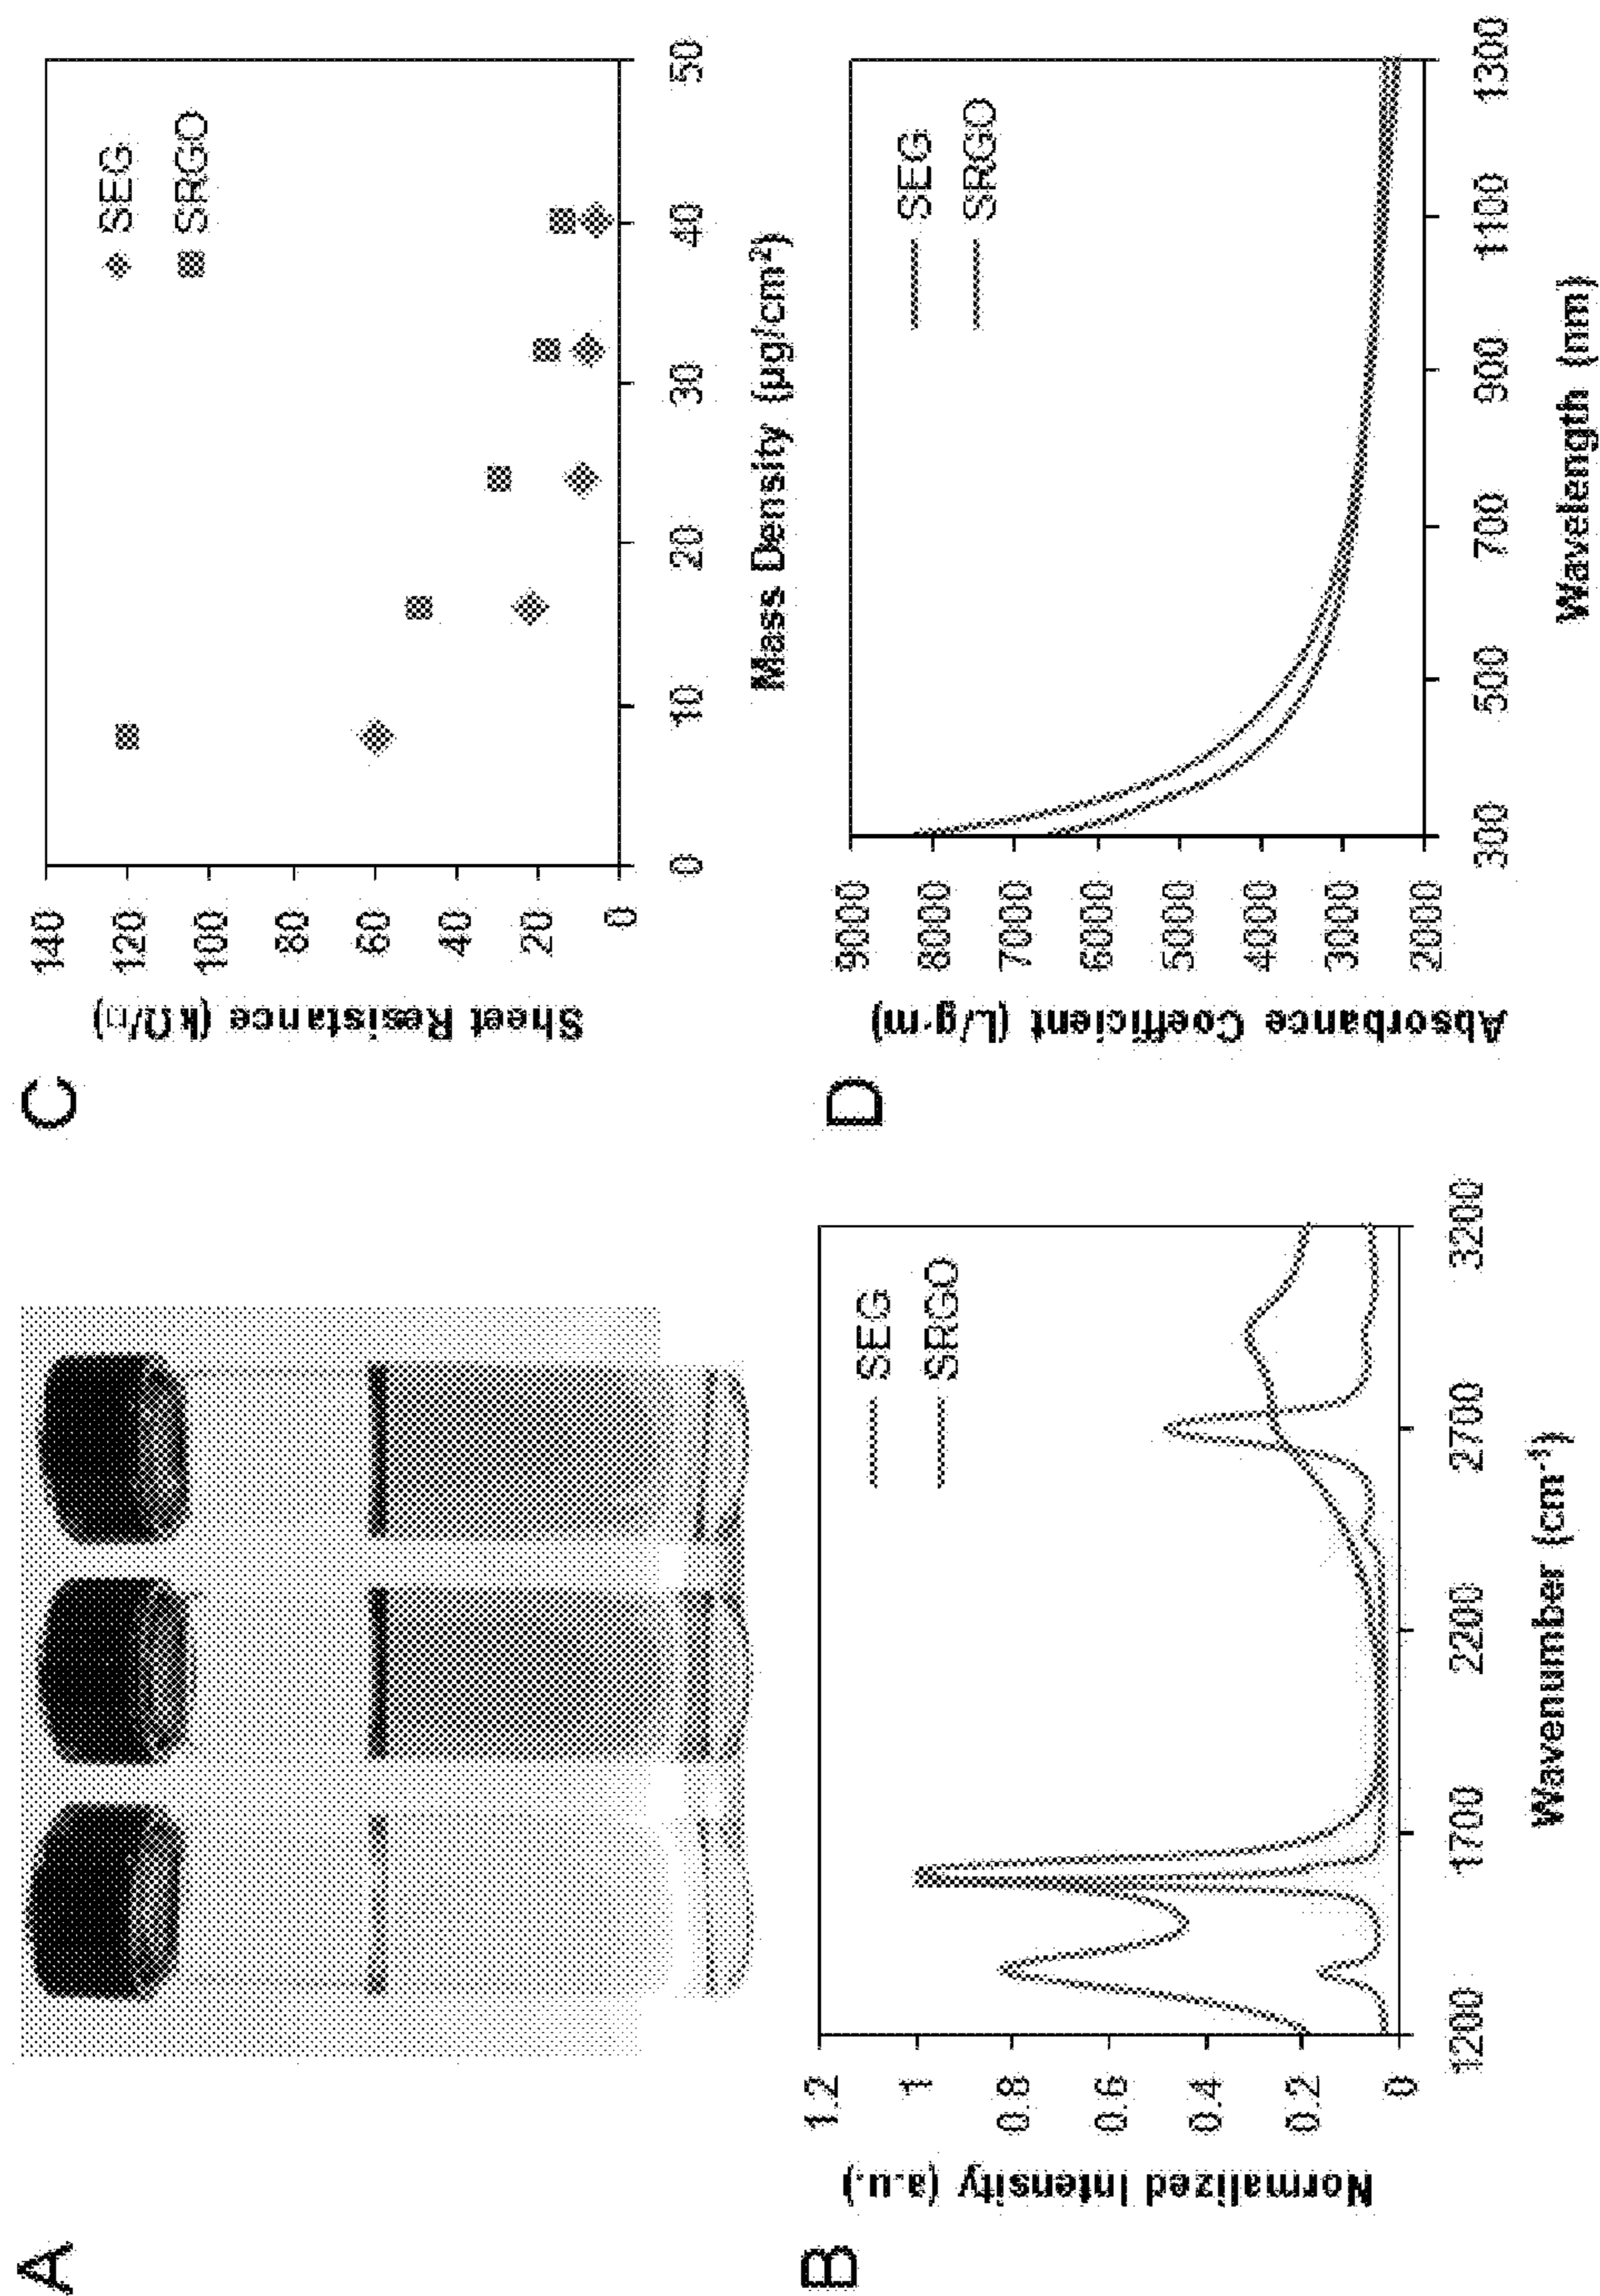 A
B
Normalized Intensity (a.u.)
1.2
1
0.8
0.6
0.4
0.2
0
1200
1700
2200
2700
3200
Wavenumber (cm⁻¹)
SEG
SRGO
C
Sheet Resistance (kΩ/□)
140
120
100
80
60
40
20
0
0
10
20
30
40
50
Mass Density (µg/cm²)
SEG
SRGO
D
Absorbance Coefficient (L/g·m)
9000
8000
7000
6000
5000
4000
3000
2000
300
500
700
900
1100
1300
Wavelength (nm)
SEG
SRGO